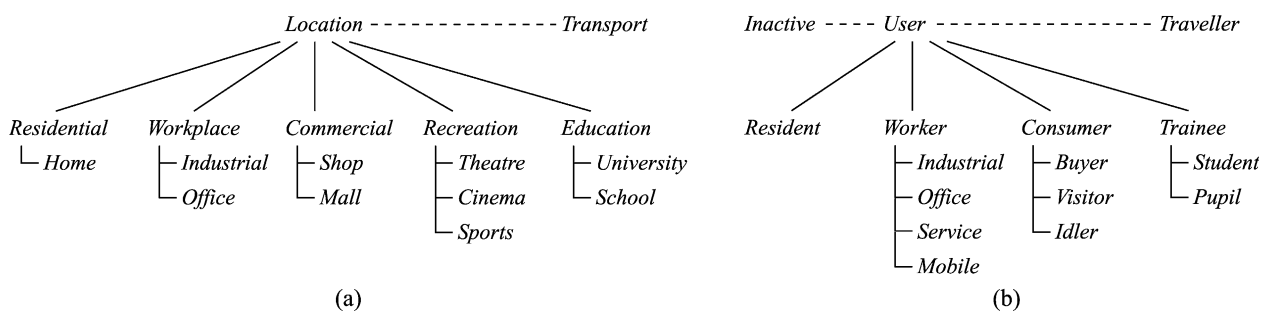 Location Transport
Residential Workplace Commercial Recreation Education
Home Industrial Shop Theatre University
Office Mall Cinema School
Sports
(a)
Inactive User Traveller
Resident Worker Consumer Trainee
Industrial Buyer Student
Office Visitor Pupil
Service Idler
Mobile
(b)